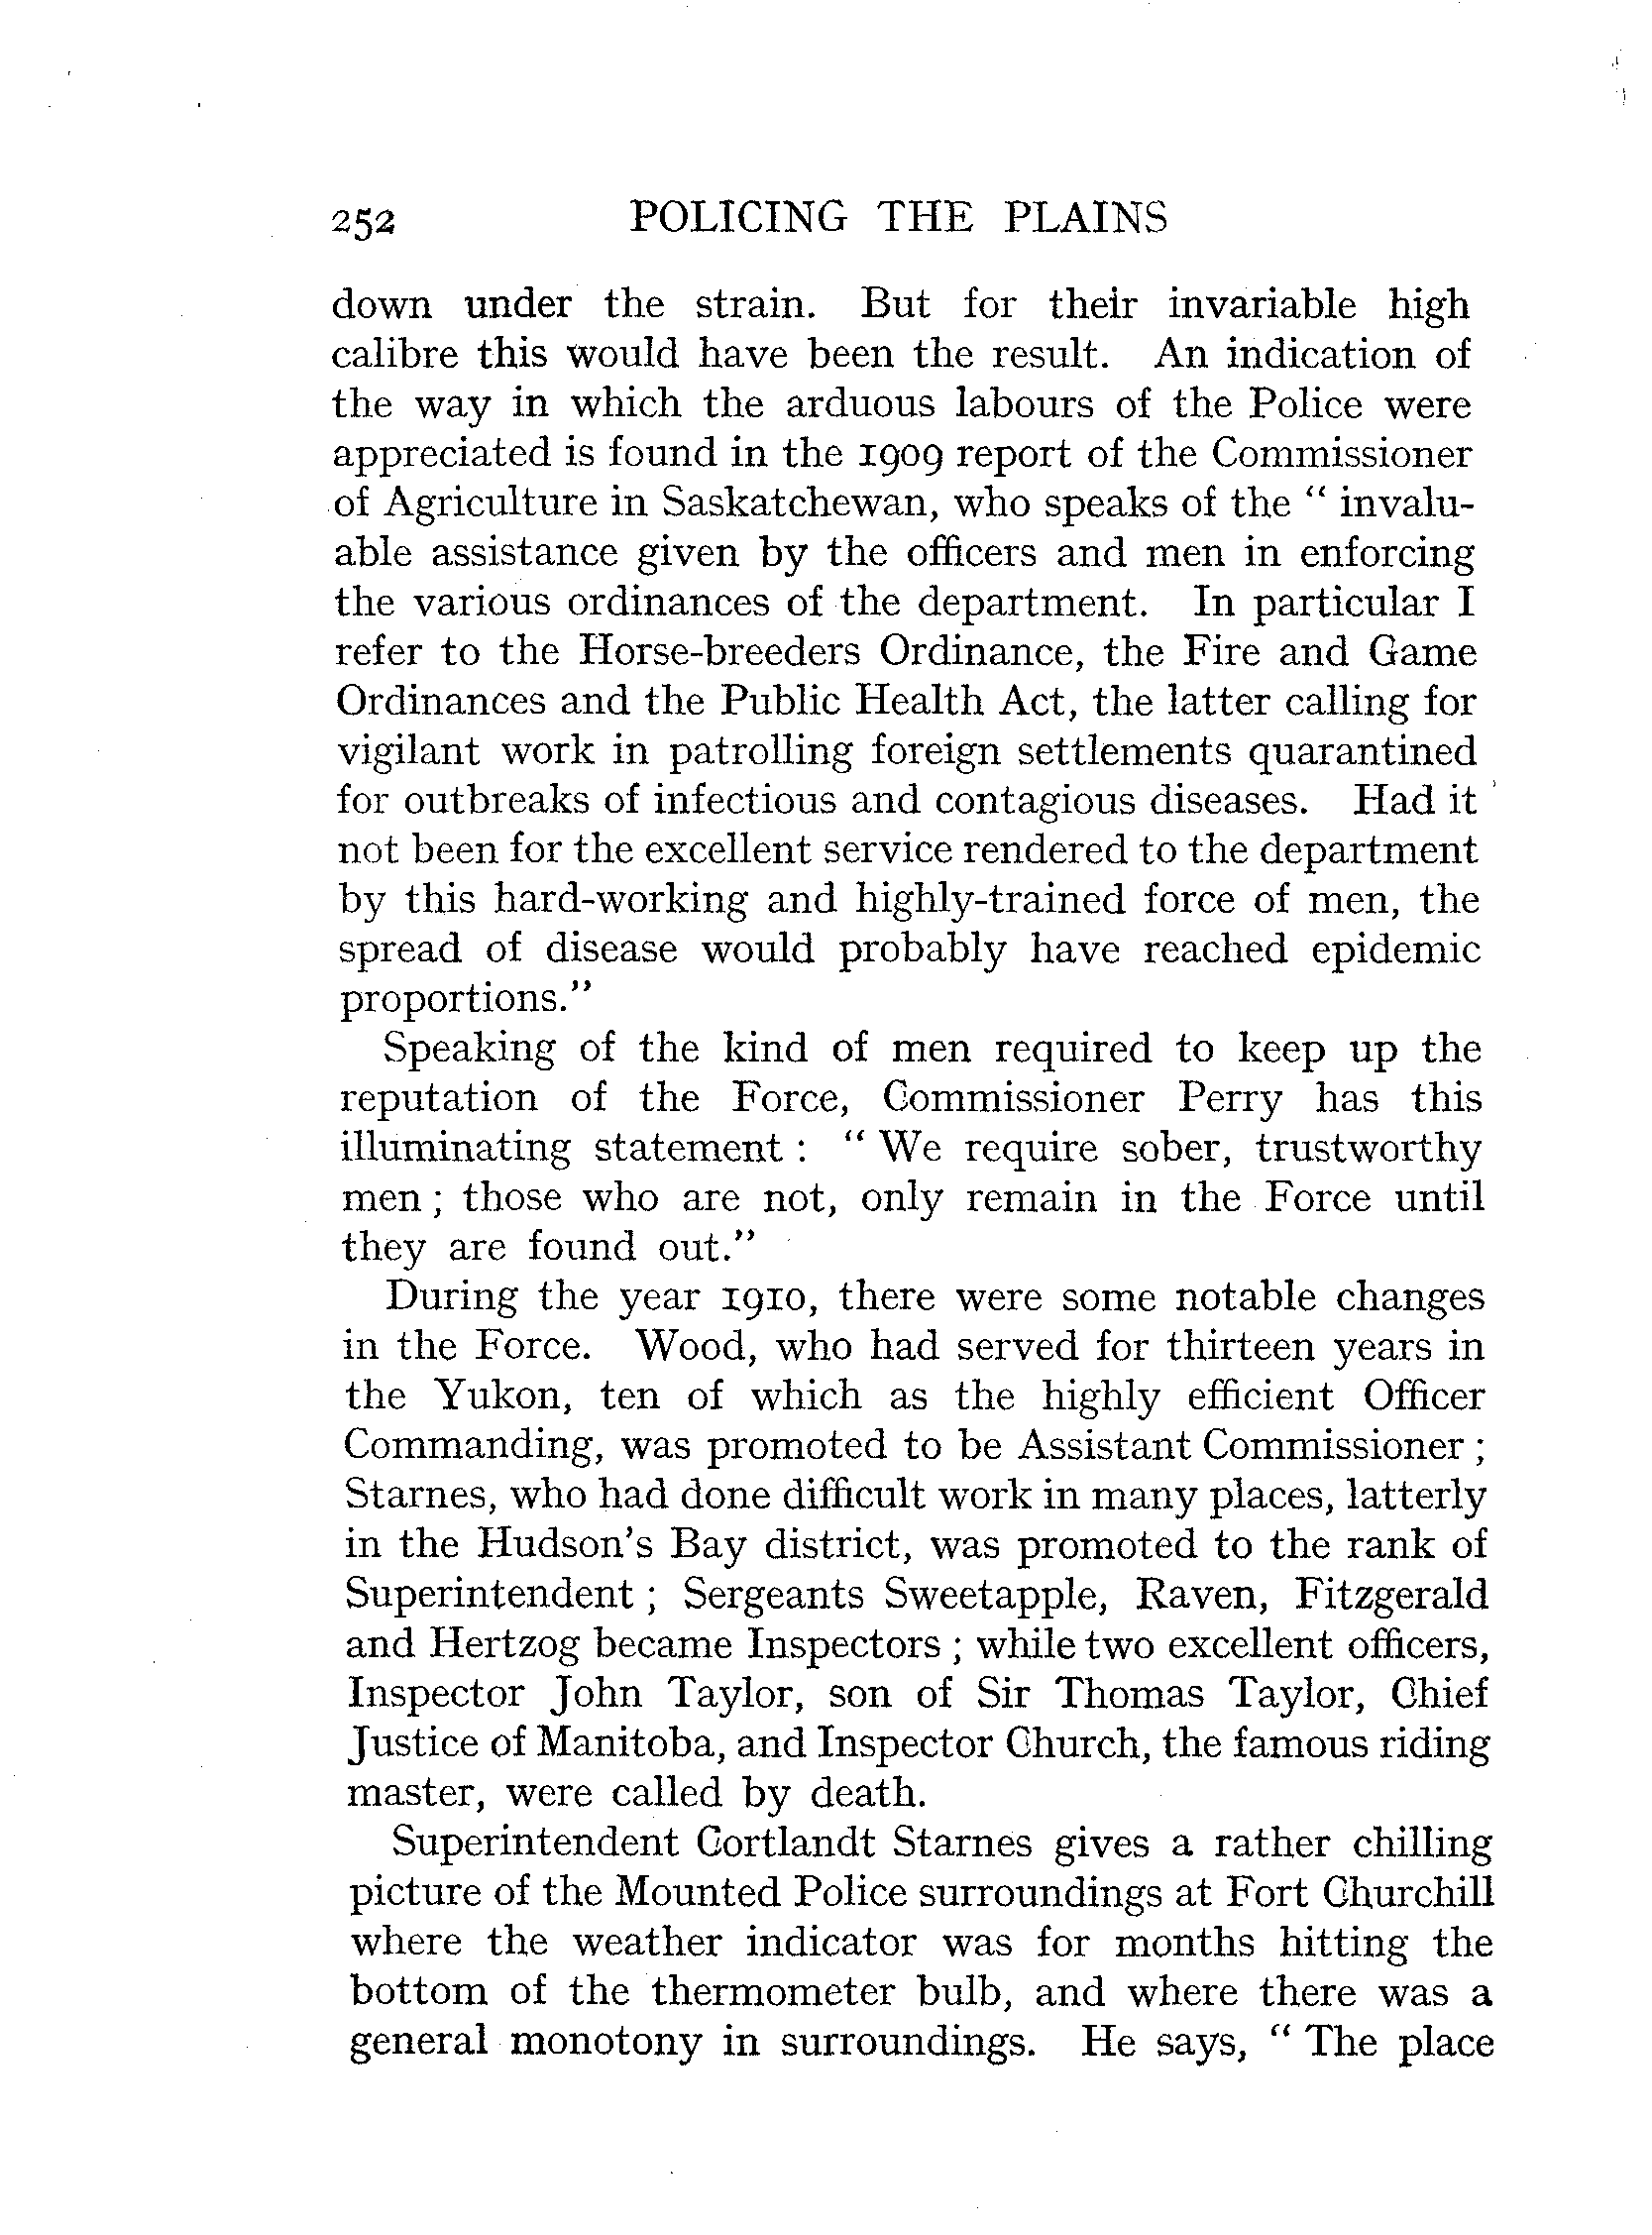 252 POLICING THE PLAINS
down under the strain. But for their invariable high
calibre this would have been the result. An indication of
the way in which the arduous labours of the Police were
appreciated is found in the 1909 report of the Commissioner
of Agriculture in Saskatchewan, who speaks of the “ invalu-
able assistance given by the officers and men in enforcing
the various ordinances of the department. In particular I
refer to the Horse-breeders Ordinance, the Fire and Game
Ordinances and the Public Health Act, the latter calling for
vigilant work in patrolling foreign settlements quarantined
for outbreaks of infectious and contagious diseases. Had it
not been for the excellent service rendered to the department
by this hard-working and highly-trained force of men, the
spread of disease would probably have reached epidemic
proportions.”
Speaking of the kind of men required to keep up the
reputation of the Force, Commissioner Perry has this
illuminating statement : “ We require sober, trustworthy
men ; those who are not, only remain in the Force until
they are found out.”
During the year 1910, there were some notable changes
in the Force. Wood, who had served for thirteen years in
the Yukon, ten of which as the highly efficient Officer
Commanding, was promoted to be Assistant Commissioner ;
Starnes, who had done difficult work in many places, latterly
in the Hudson's Bay district, was promoted to the rank of
Superintendent ; Sergeants Sweetapple, Raven, Fitzgerald
and Hertzog became Inspectors ; while two excellent officers,
Inspector John Taylor, son of Sir Thomas Taylor, Chief
Justice of Manitoba, and Inspector Church, the famous riding
master, were called by death.
Superintendent Cortlandt Starnes gives a rather chilling
picture of the Mounted Police surroundings at Fort Churchill
where the weather indicator was for months hitting the
bottom of the thermometer bulb, and where there was a
general monotony in surroundings. He says, “ The place